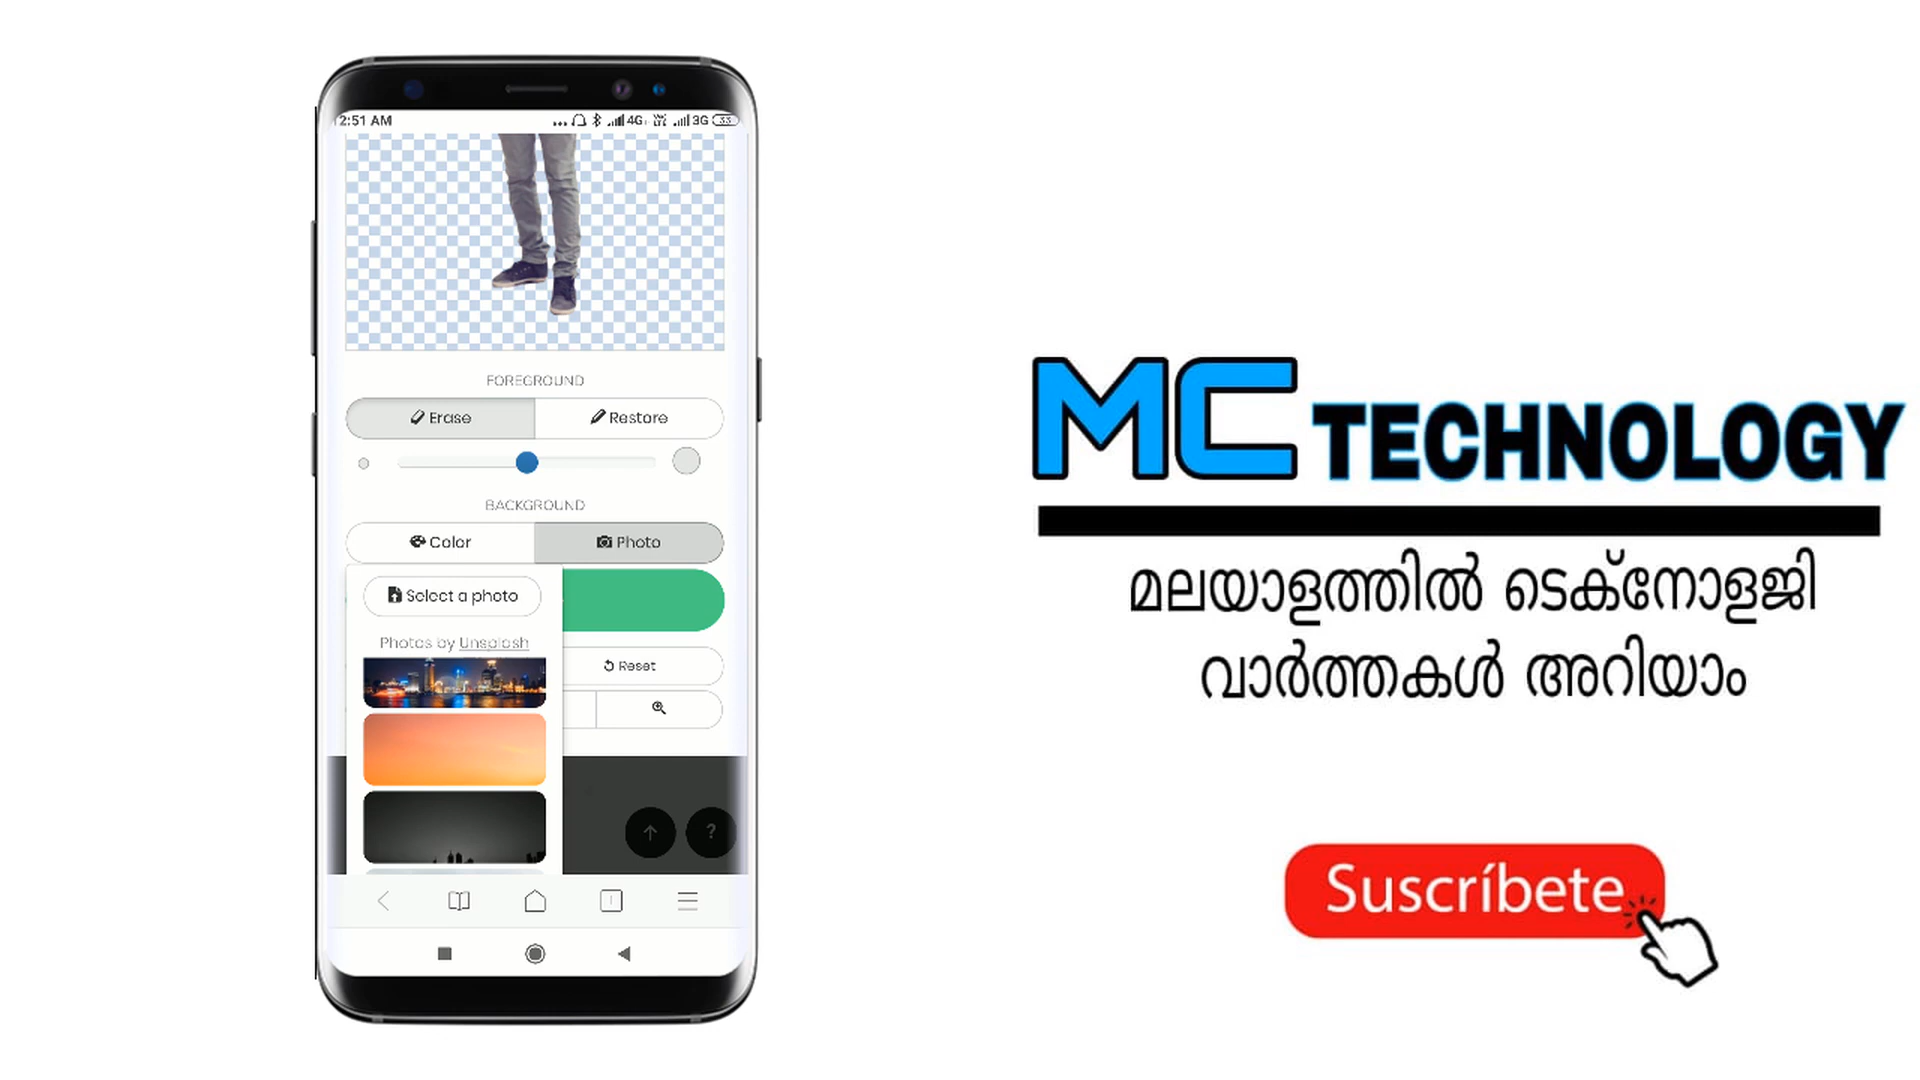 2:51 AM
4G
3G
33
FOREGROUND
Erase
Restore
BACKGROUND
Color
Photo
Select a photo
Photos by Unsplash
Reset
?
MC TECHNOLOGY
മലയാളത്തിൽ ടെക്നോളജി
വാർത്തകൾ അറിയാം
Suscríbete